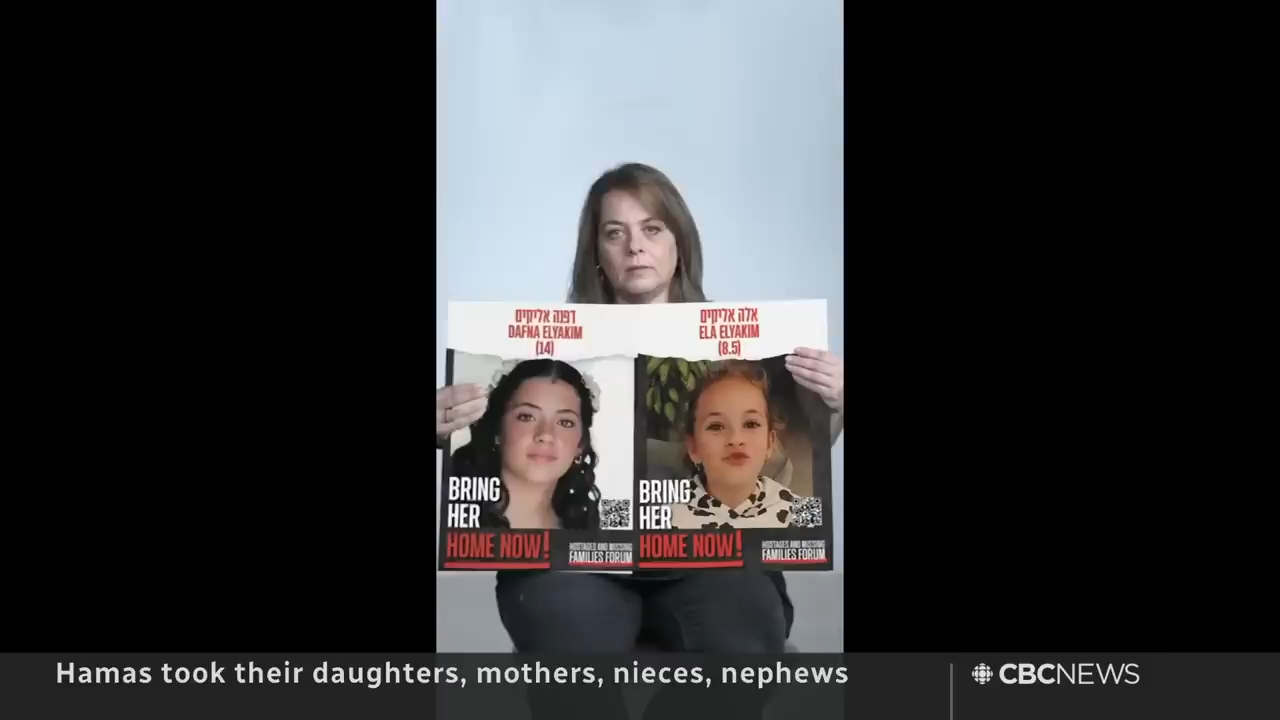 דפנה אליקים
DAFNA ELYAKIM
(14)
BRING
HER
HOME NOW!
HOSTAGES AND MISSING
FAMILIES FORUM
אלה אליקים
ELA ELYAKIM
(8.5)
BRING
HER
HOME NOW!
HOSTAGES AND MISSING
FAMILIES FORUM
Hamas took their daughters, mothers, nieces, nephews
CBCNEWS